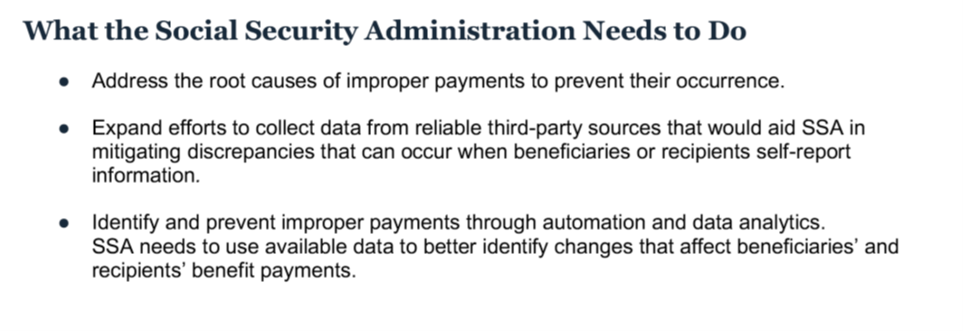 What the Social Security Administration Needs to Do
● Address the root causes of improper payments to prevent their occurrence.
● Expand efforts to collect data from reliable third-party sources that would aid SSA in
mitigating discrepancies that can occur when beneficiaries or recipients self-report
information.
● Identify and prevent improper payments through automation and data analytics.
SSA needs to use available data to better identify changes that affect beneficiaries’ and
recipients’ benefit payments.